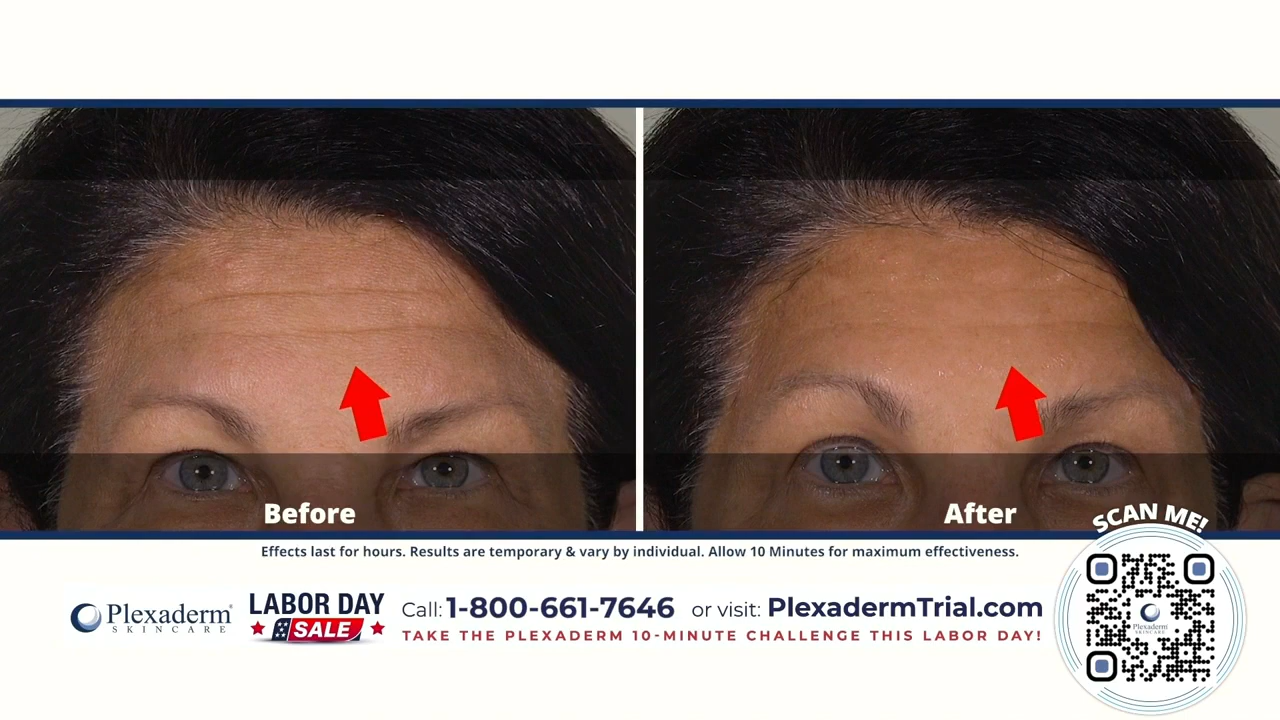 Before
After
SCAN ME!
Effects last for hours. Results are temporary & vary by individual. Allow 10 Minutes for maximum effectiveness.
Plexaderm®
SKINCARE
LABOR DAY
SALE
Call: 1-800-661-7646 or visit: PlexadermTrial.com
TAKE THE PLEXADERM 10-MINUTE CHALLENGE THIS LABOR DAY!
Plexaderm
SKINCARE